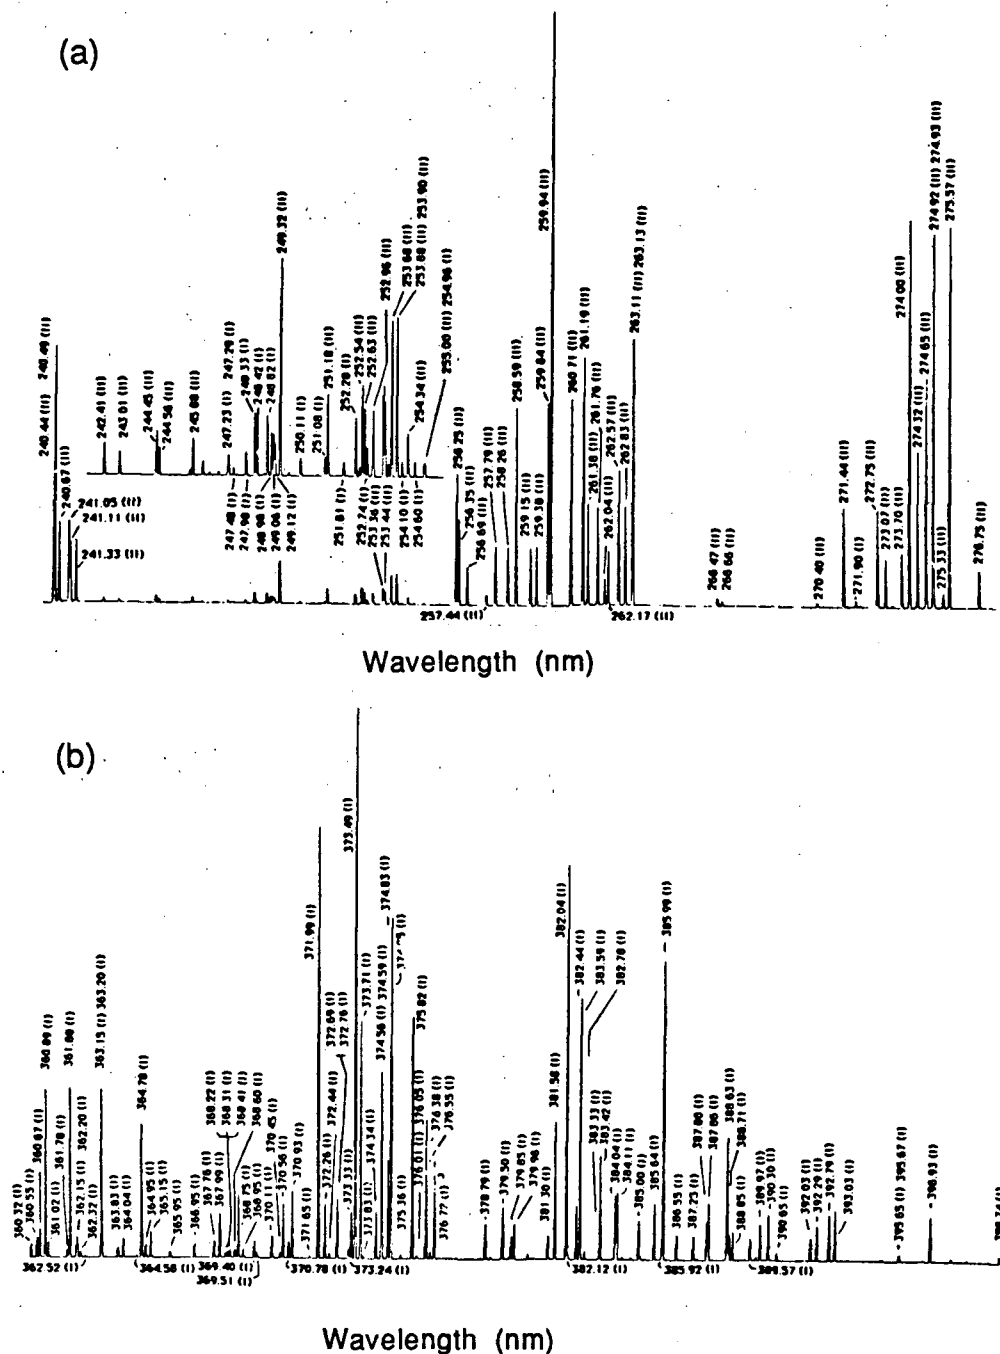 (a)
240.44 (II)
240.49 (II)
240.67 (II)
241.05 (II)
241.11 (II)
241.33 (II)
242.41 (II)
243.01 (II)
244.45 (II)
244.56 (II)
245.88 (II)
247.23 (I)
247.29 (I)
248.33 (I)
248.42 (I)
248.82 (I)
249.32 (II)
250.11 (I)
251.08 (I)
251.18 (II)
252.28 (I)
252.54 (II)
252.63 (II)
252.96 (II)
253.68 (II)
253.88 (II) 253.90 (II)
254.34 (II)
255.00 (II) 254.96 (I)
247.48 (I)
247.98 (I)
248.98 (I)
249.06 (I)
249.12 (I)
251.81 (I)
252.74 (I)
253.36 (I)
253.44 (II)
254.10 (I)
254.60 (I)
256.25 (II)
256.35 (II)
256.69 (II)
257.79 (II)
258.26 (II)
258.59 (II)
259.15 (II)
259.38 (II)
259.84 (II)
259.94 (II)
260.71 (II)
261.19 (II)
261.38 (II)
261.76 (II)
262.04 (II)
262.57 (II)
262.83 (II)
263.11 (II) 263.13 (II)
266.47 (II)
266.66 (II)
270.40 (II)
271.44 (II)
271.90 (I)
272.75 (II)
273.07 (II)
273.70 (II)
274.00 (II)
274.32 (II)
274.65 (II)
274.92 (II) 274.93 (II)
275.33 (II)
275.57 (II)
276.75 (II)
257.44 (II)
262.17 (II)
Wavelength (nm)
(b)
360.32 (I)
360.55 (I)
360.67 (I)
360.89 (I)
361.02 (I)
361.78 (I)
361.88 (I)
362.15 (I)
362.20 (I)
362.32 (I)
363.15 (I) 363.20 (I)
363.83 (I)
364.04 (I)
364.78 (I)
364.95 (I)
365.15 (I)
365.95 (I)
366.95 (I)
367.76 (I)
367.99 (I)
368.22 (I)
368.31 (I)
368.41 (I)
368.60 (I)
368.75 (I)
368.95 (I)
370.11 (I)
370.45 (I)
370.56 (I)
370.93 (I)
371.65 (I)
371.99 (I)
372.26 (I)
372.44 (I)
372.69 (I)
372.76 (I)
373.33 (I)
373.49 (I)
373.71 (I)
373.83 (I)
374.34 (I)
374.56 (I) 374.59 (I)
374.83 (I)
375.36 (I)
375.82 (I)
376.01 (I)
376.05 (I)
376.38 (I)
376.55 (I)
376.72 (I)
378.79 (I)
379.50 (I)
379.85 (I)
379.96 (I)
381.30 (I)
381.58 (I)
382.04 (I)
382.44 (I)
383.59 (I)
382.78 (I)
383.33 (I)
383.42 (I)
384.04 (I)
384.11 (I)
385.00 (I)
385.64 (I)
385.99 (I)
386.55 (I)
387.25 (I)
387.80 (I)
387.86 (I)
388.63 (I)
388.71 (I)
388.85 (I)
389.97 (I)
390.30 (I)
390.65 (I)
392.03 (I)
392.29 (I)
392.79 (I)
393.03 (I)
395.65 (I) 395.67 (I)
396.93 (I)
362.52 (I)
364.58 (I)
369.40 (I)
369.51 (I)
370.78 (I)
373.24 (I)
382.12 (I)
385.92 (I)
389.57 (I)
Wavelength (nm)